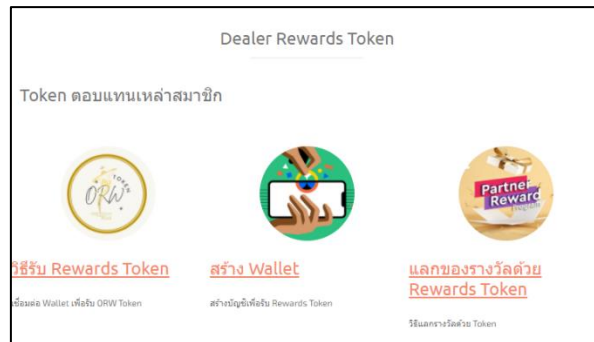 Dealer Rewards Token
Token ตอบแทนเหล่าสมาชิก
TOKEN
ORW
Partner
Reward
วิธีรับ Rewards Token
สร้าง Wallet
แลกของรางวัลด้วย
Rewards Token
เชื่อมต่อ Wallet เพื่อรับ ORW Token
สร้างบัญชีเพื่อรับ Rewards Token
วิธีแลกรางวัลด้วย Token